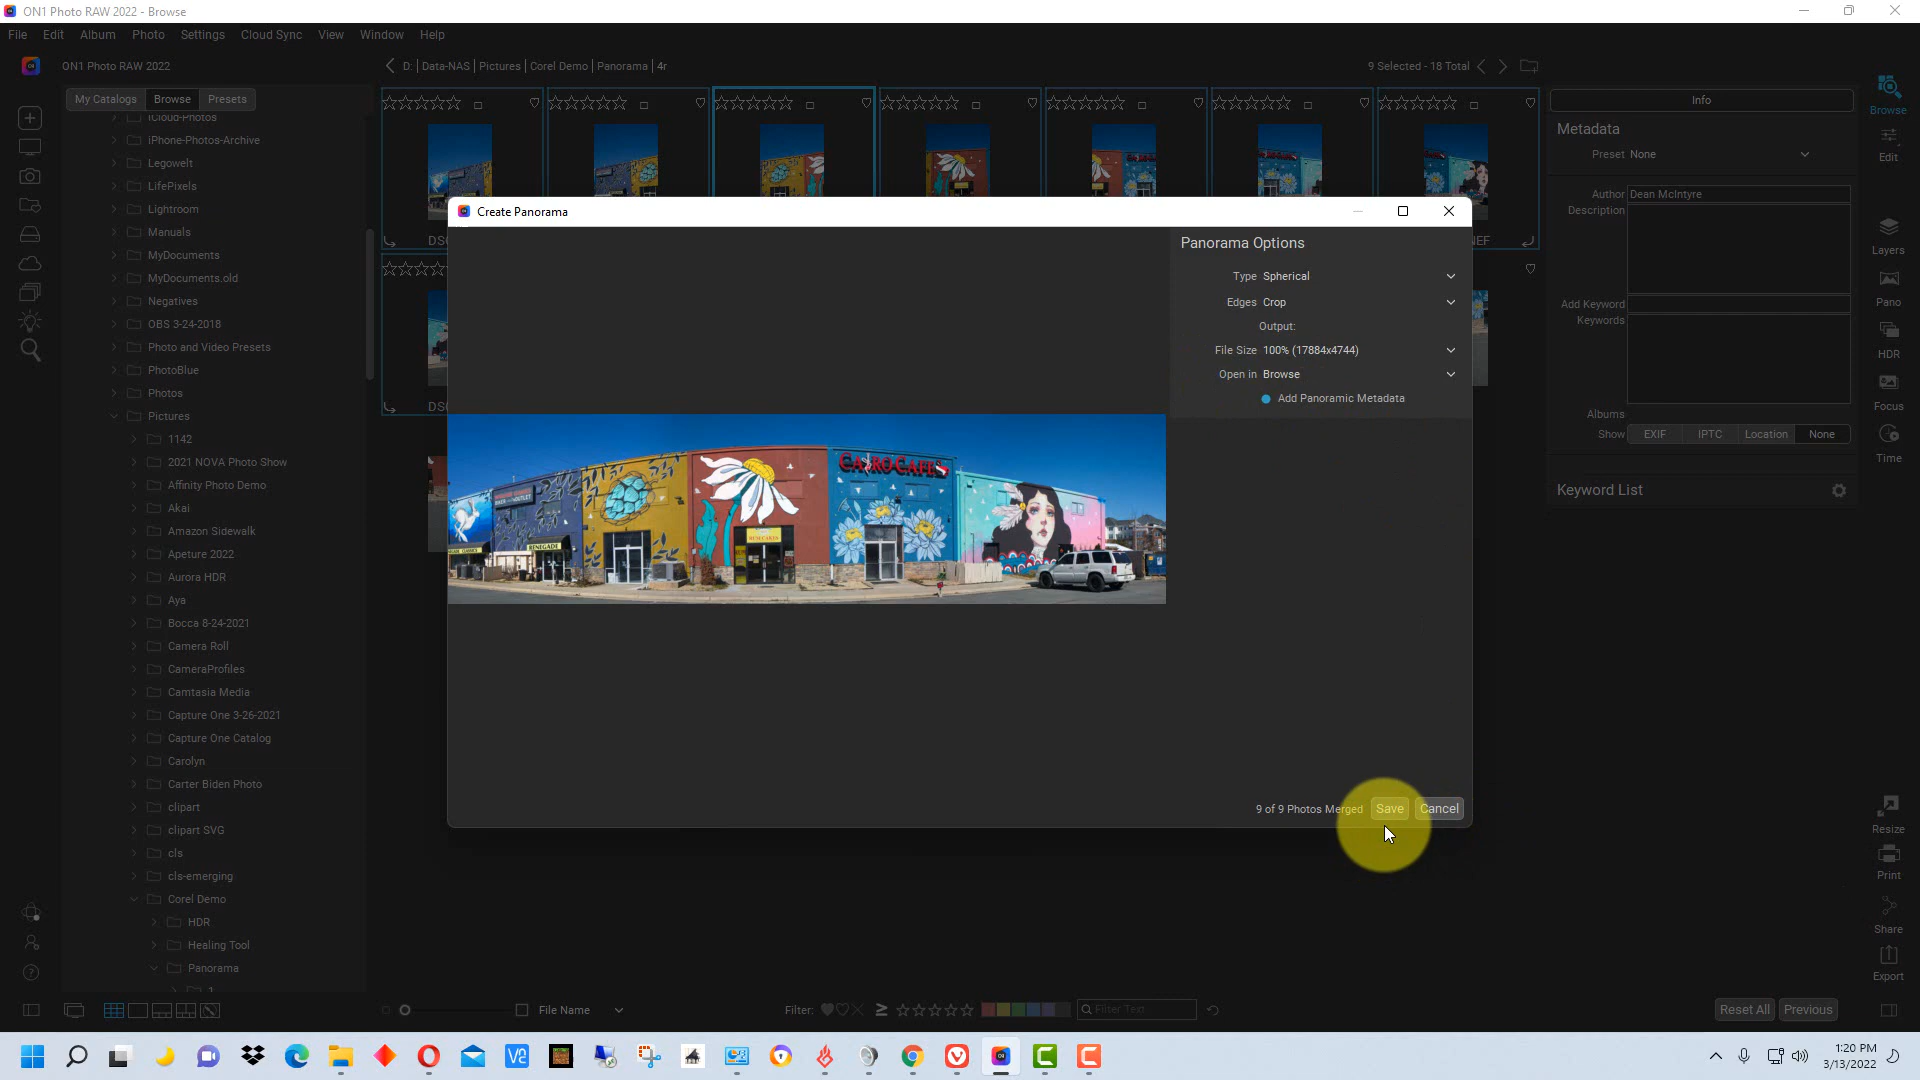 ON1 Photo RAW 2022 - Browse
File Edit Album Photo Settings Cloud Sync View Window Help
ON1 Photo RAW 2022
D: Data-NAS Pictures Corel Demo Panorama 4r
9 Selected - 18 Total
My Catalogs Browse Presets
iCloud-Photos
iPhone-Photos-Archive
Legowelt
LifePixels
Lightroom
Manuals
MyDocuments
MyDocuments.old
Negatives
OBS 3-24-2018
Photo and Video Presets
PhotoBlue
Photos
Pictures
1142
2021 NOVA Photo Show
Affinity Photo Demo
Akai
Amazon Sidewalk
Apeture 2022
Aurora HDR
Aya
Bocca 8-24-2021
Camera Roll
CameraProfiles
Camtasia Media
Capture One 3-26-2021
Capture One Catalog
Carolyn
Carter Biden Photo
clipart
clipart SVG
cls
cls-emerging
Corel Demo
HDR
Healing Tool
Panorama
1
Create Panorama
Panorama Options
Type Spherical
Edges Crop
Output:
File Size 100% (17884x4744)
Open in Browse
Add Panoramic Metadata
CAIRO CAFE
RENEGADE
9 of 9 Photos Merged Save Cancel
Info
Metadata
Preset None
Author Dean McIntyre
Description
Add Keyword
Keywords
Albums
Show EXIF IPTC Location None
Keyword List
Browse
Edit
Layers
Pano
HDR
Focus
Time
Resize
Print
Share
Export
File Name
Filter:
Filter Text
Reset All Previous
1:20 PM
3/13/2022